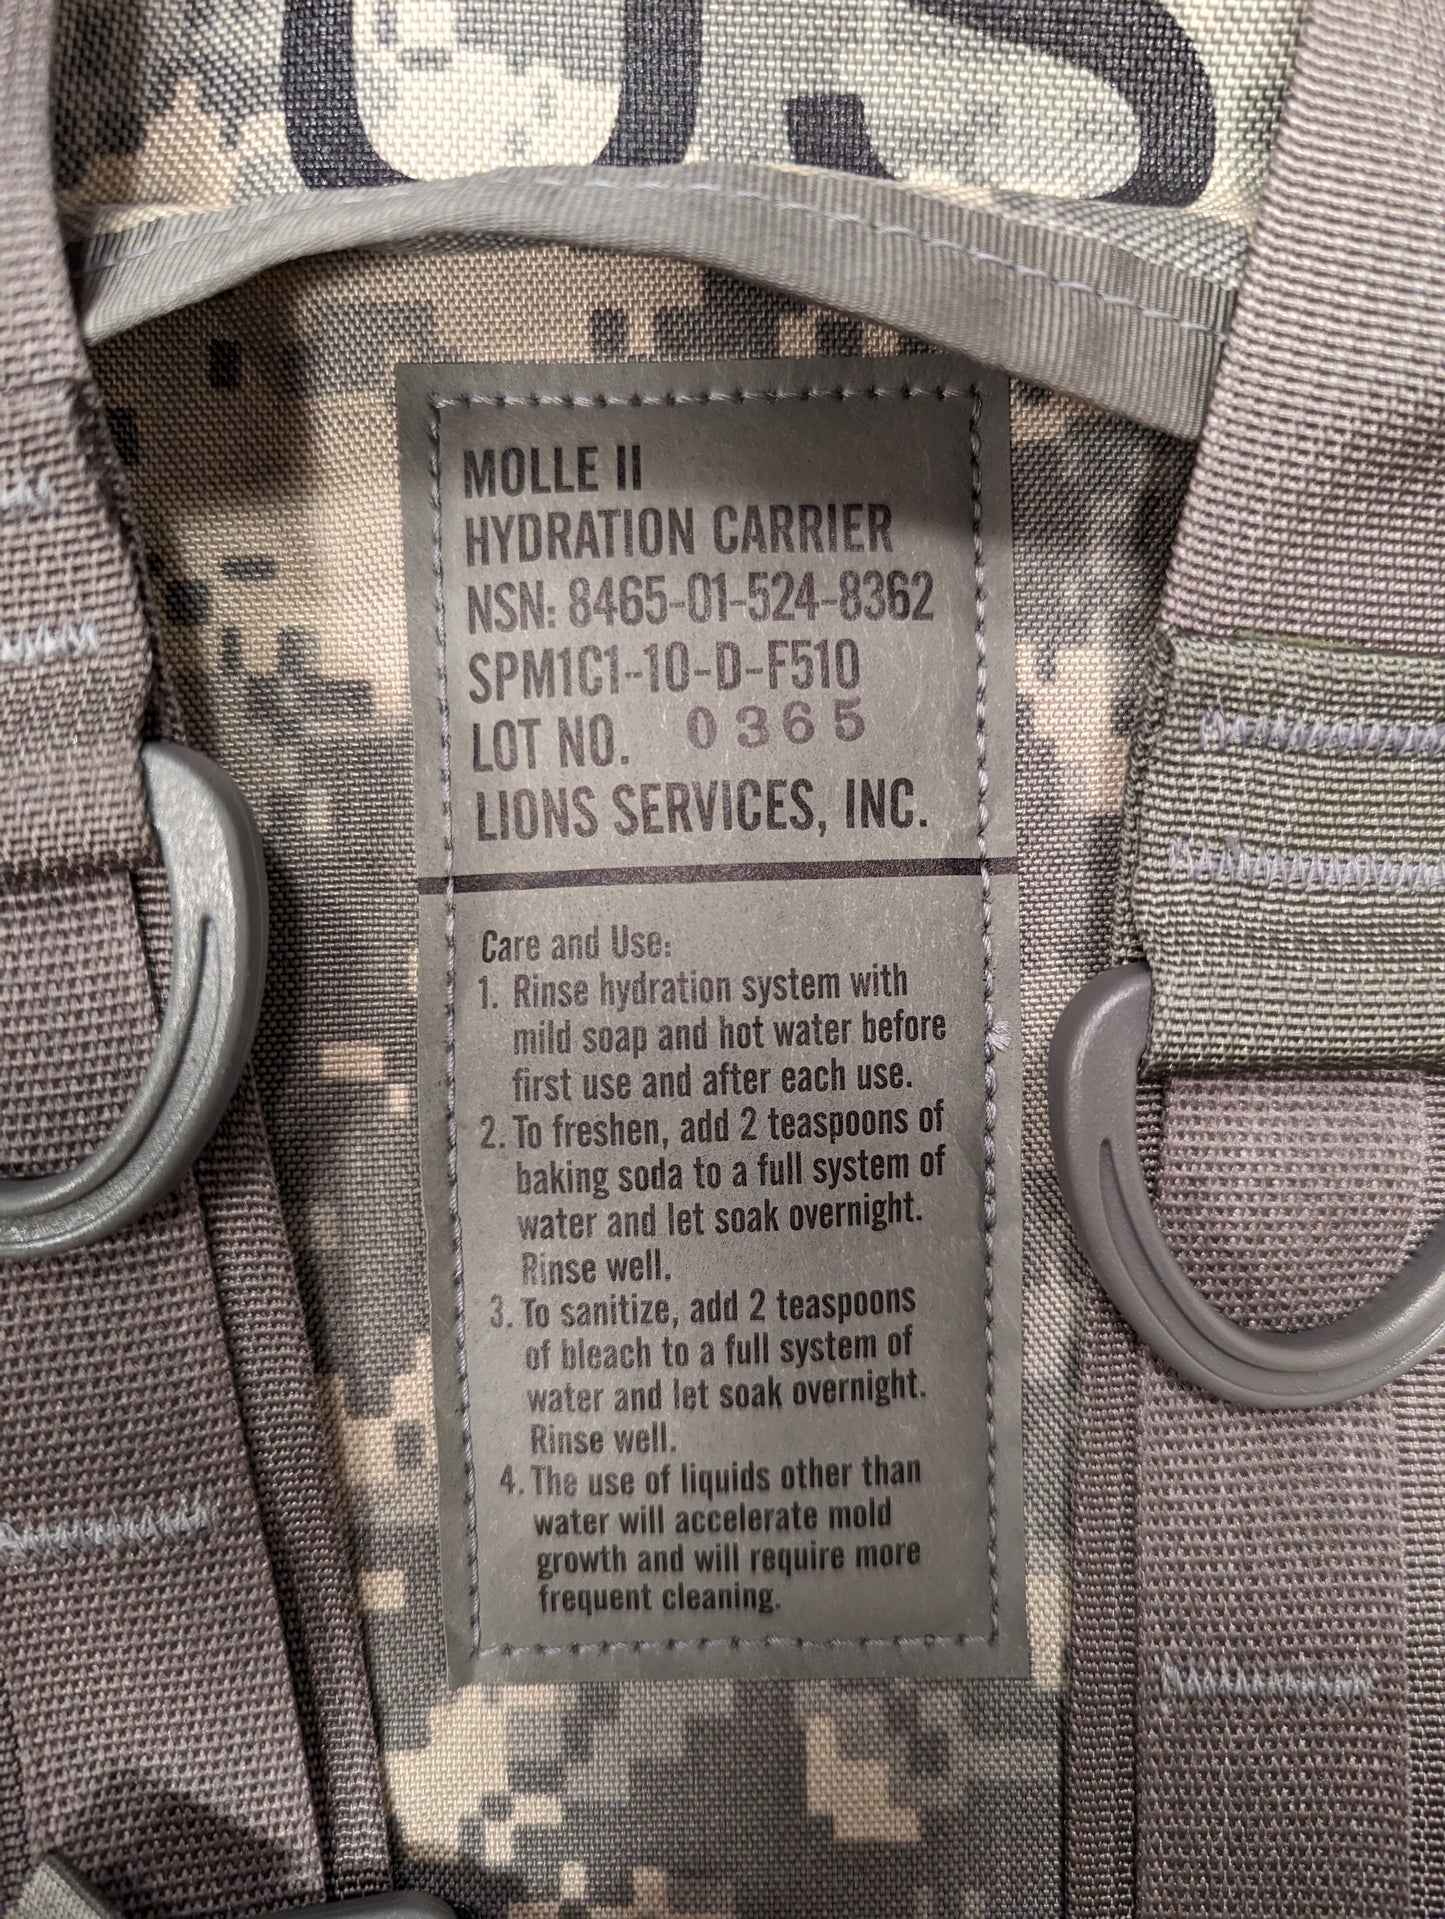 US
MOLLE II
HYDRATION CARRIER
NSN: 8465-01-524-8362
SPM1C1-10-D-F510
LOT NO. 0365
LIONS SERVICES, INC.
Care and Use:
1. Rinse hydration system with
mild soap and hot water before
first use and after each use.
2. To freshen, add 2 teaspoons of
baking soda to a full system of
water and let soak overnight.
Rinse well.
3. To sanitize, add 2 teaspoons
of bleach to a full system of
water and let soak overnight.
Rinse well.
4. The use of liquids other than
water will accelerate mold
growth and will require more
frequent cleaning.